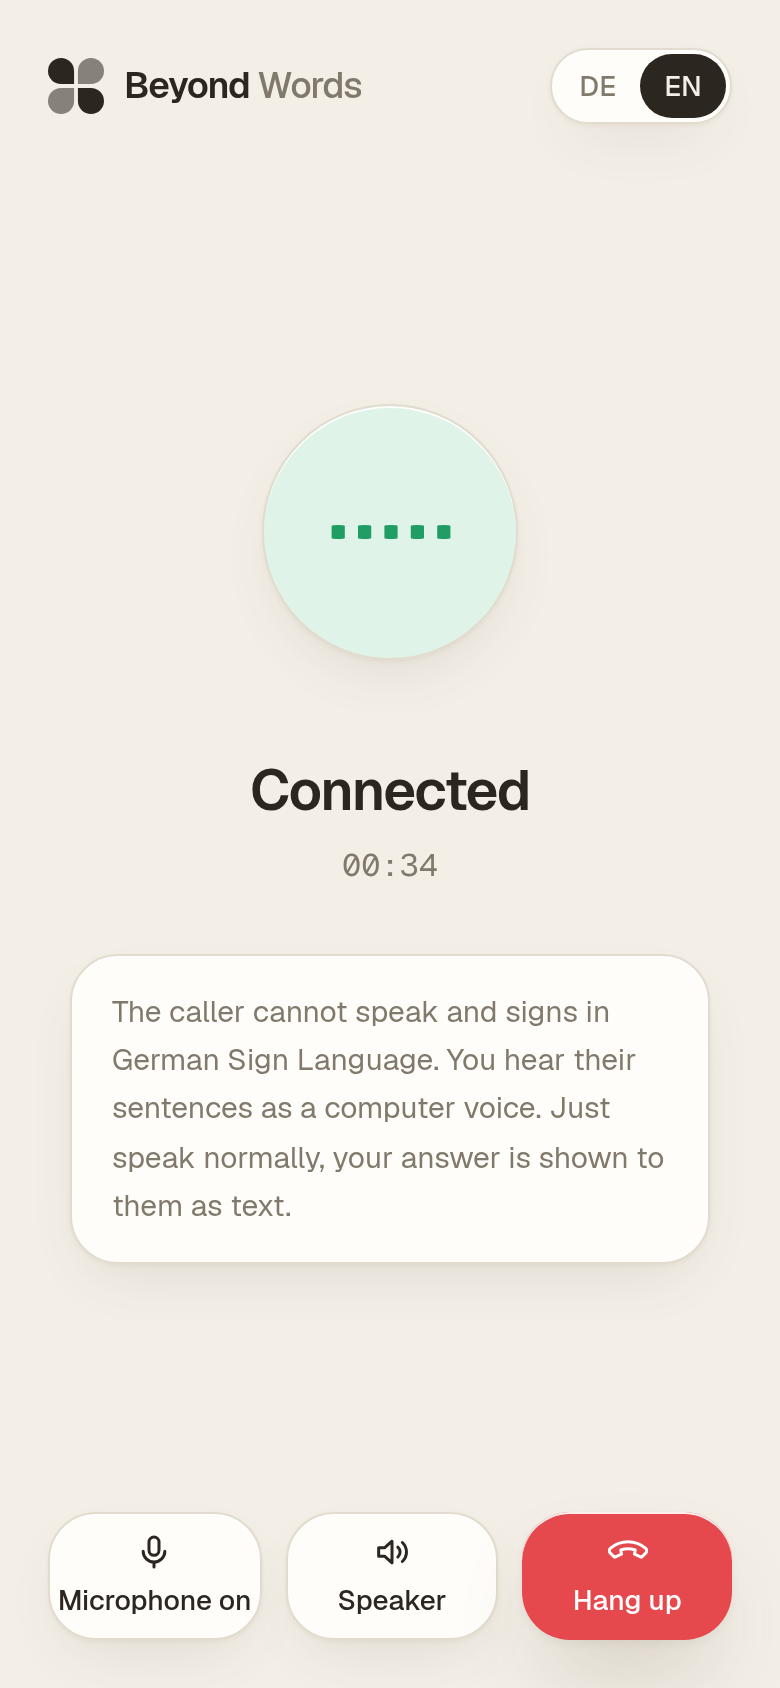 Beyond Words
DE EN
Connected
00:34
The caller cannot speak and signs in
German Sign Language. You hear their
sentences as a computer voice. Just
speak normally, your answer is shown to
them as text.
Microphone on
Speaker
Hang up